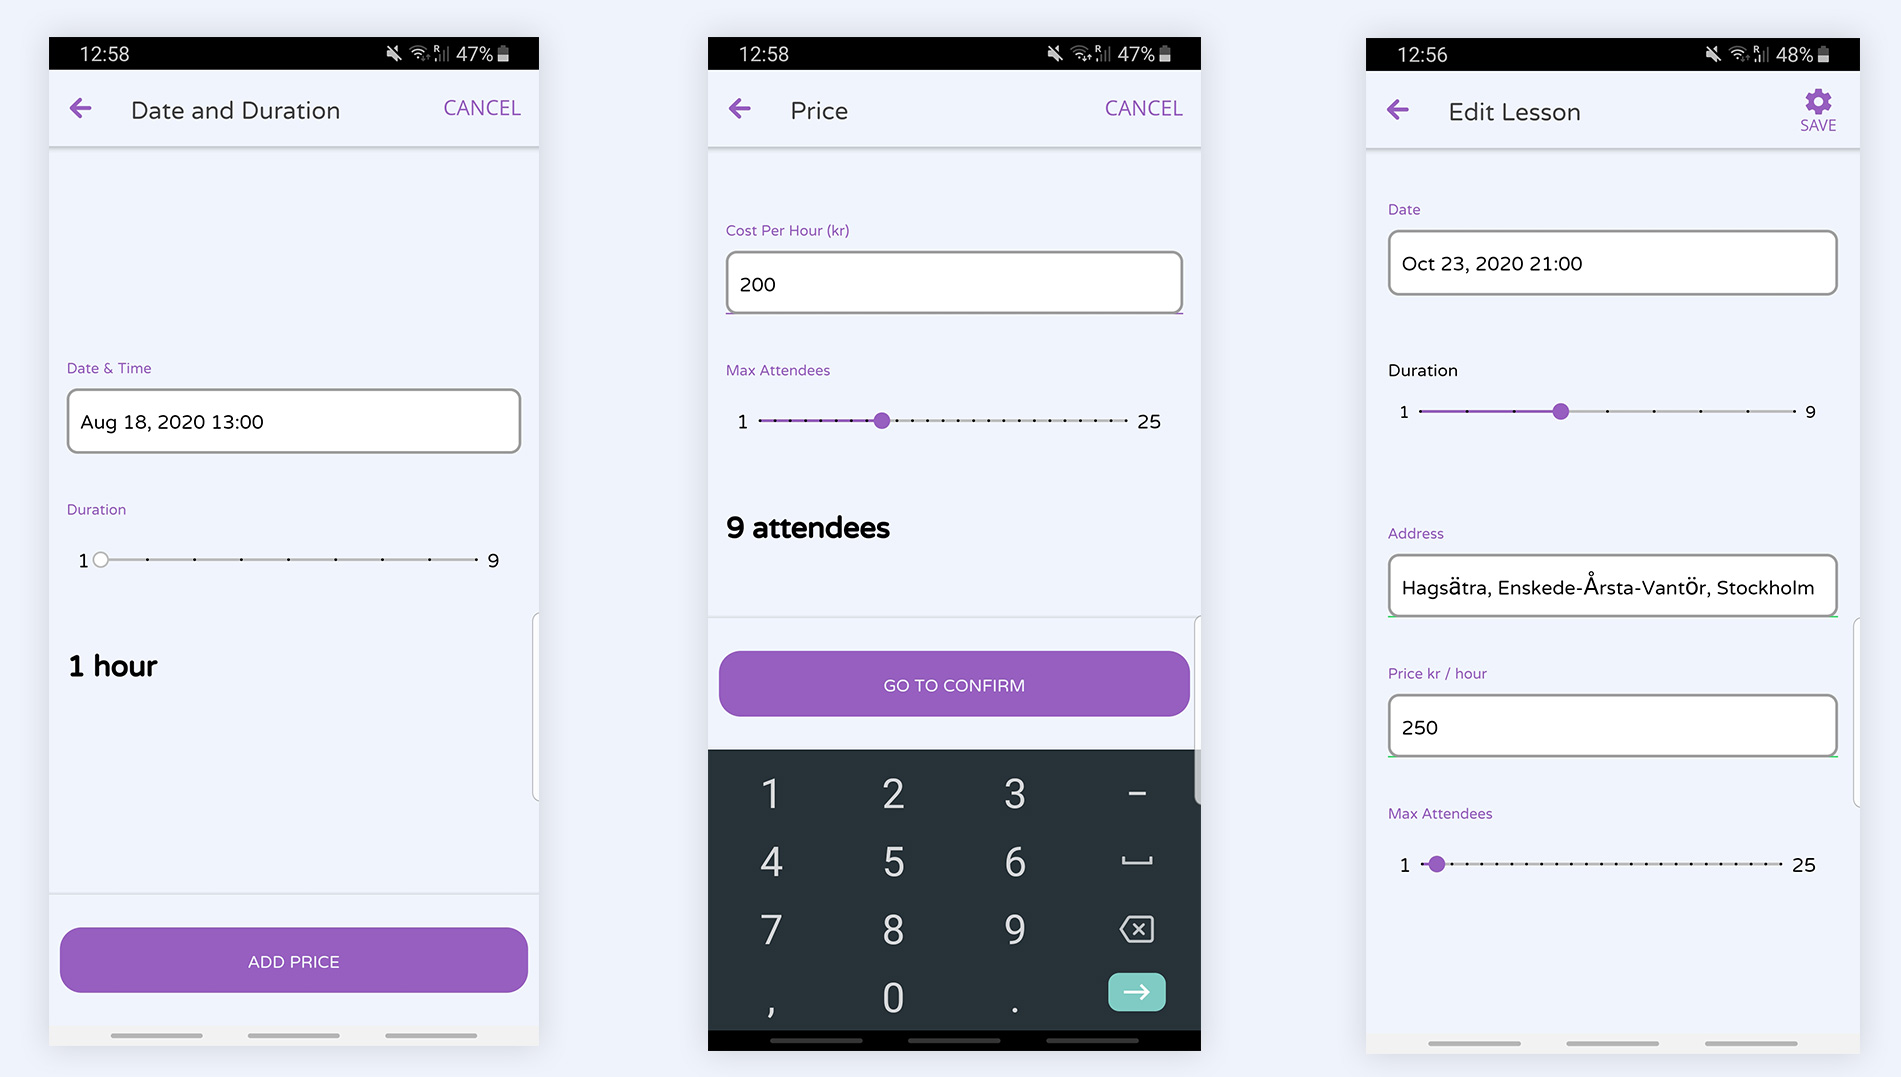 12:58
47%
Date and Duration
CANCEL
Date & Time
Aug 18, 2020 13:00
Duration
1
9
1 hour
ADD PRICE
12:58
R
47%
Price
CANCEL
Cost Per Hour (kr)
200
Max Attendees
1
25
9 attendees
GO TO CONFIRM
1 2 3 -
4 5 6
7 8 9
, 0 .
12:56
R
48%
Edit Lesson
SAVE
Date
Oct 23, 2020 21:00
Duration
1
9
Address
Hagsätra, Enskede-Årsta-Vantör, Stockholm
Price kr / hour
250
Max Attendees
1
25